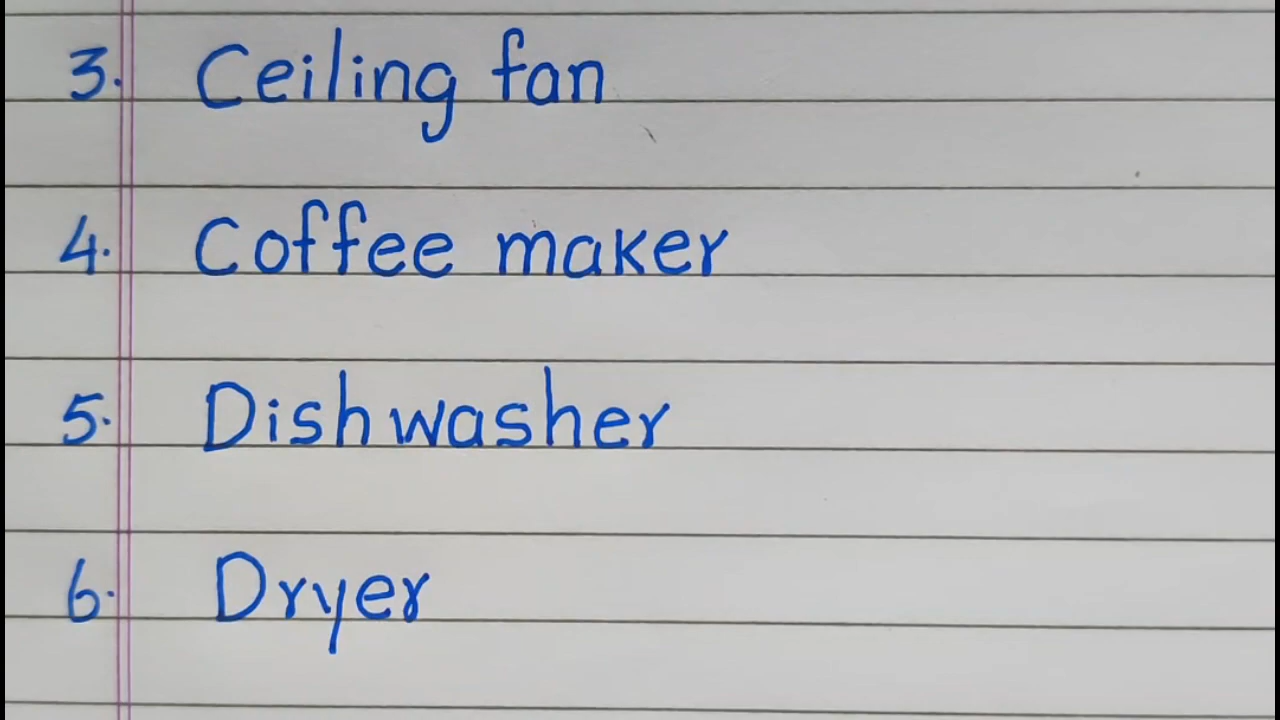 3. Ceiling fan
4. Coffee maker
5. Dishwasher
6. Dryer